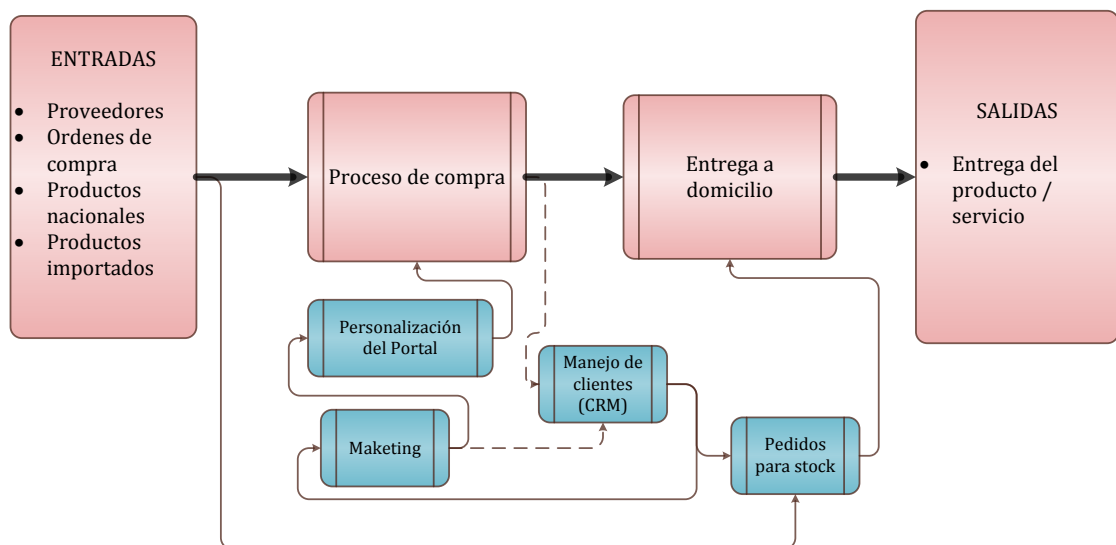 ENTRADAS
• Proveedores
• Ordenes de
compra
• Productos
nacionales
• Productos
importados
Proceso de compra
Entrega a
domicilio
SALIDAS
• Entrega del
producto /
servicio
Personalización
del Portal
Manejo de
clientes
(CRM)
Maketing
Pedidos
para stock